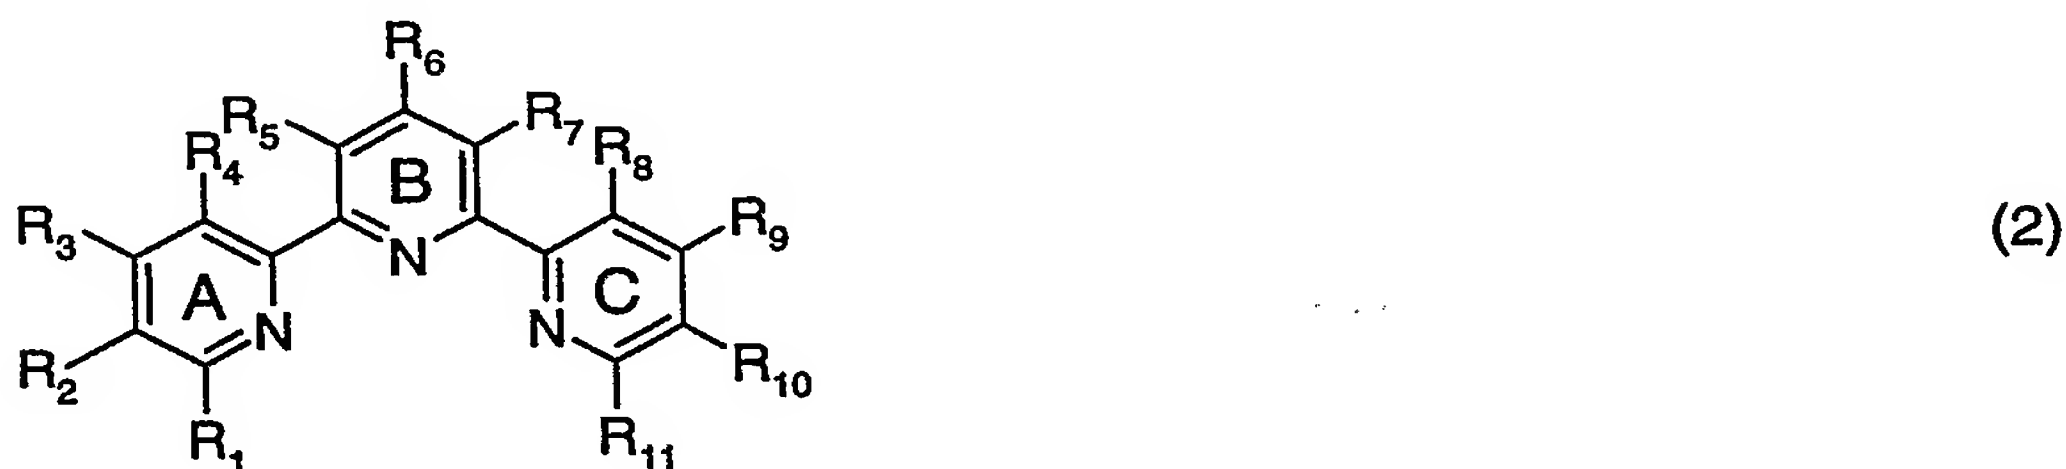 R6
R5 R7
R4 B R8
R3 N R9 (2)
A N N C
R2 R10
R1 R11